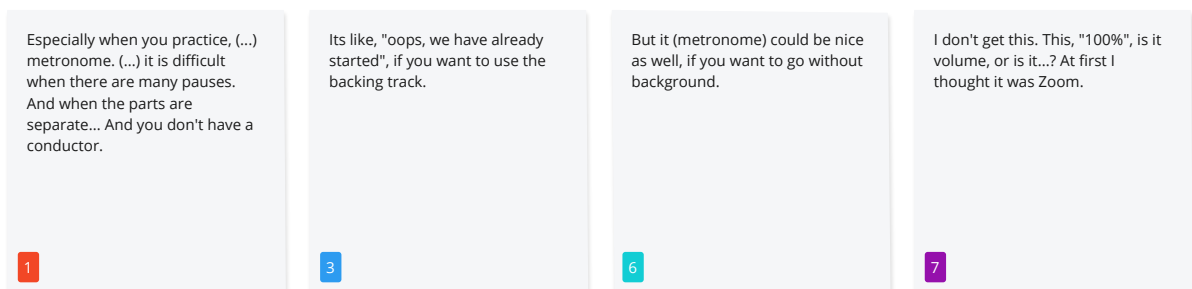 Especially when you practice, (...)
metronome. (...) it is difficult
when there are many pauses.
And when the parts are
separate... And you don't have a
conductor.
1
Its like, "oops, we have already
started", if you want to use the
backing track.
3
But it (metronome) could be nice
as well, if you want to go without
background.
6
I don't get this. This, "100%", is it
volume, or is it...? At first I
thought it was Zoom.
7